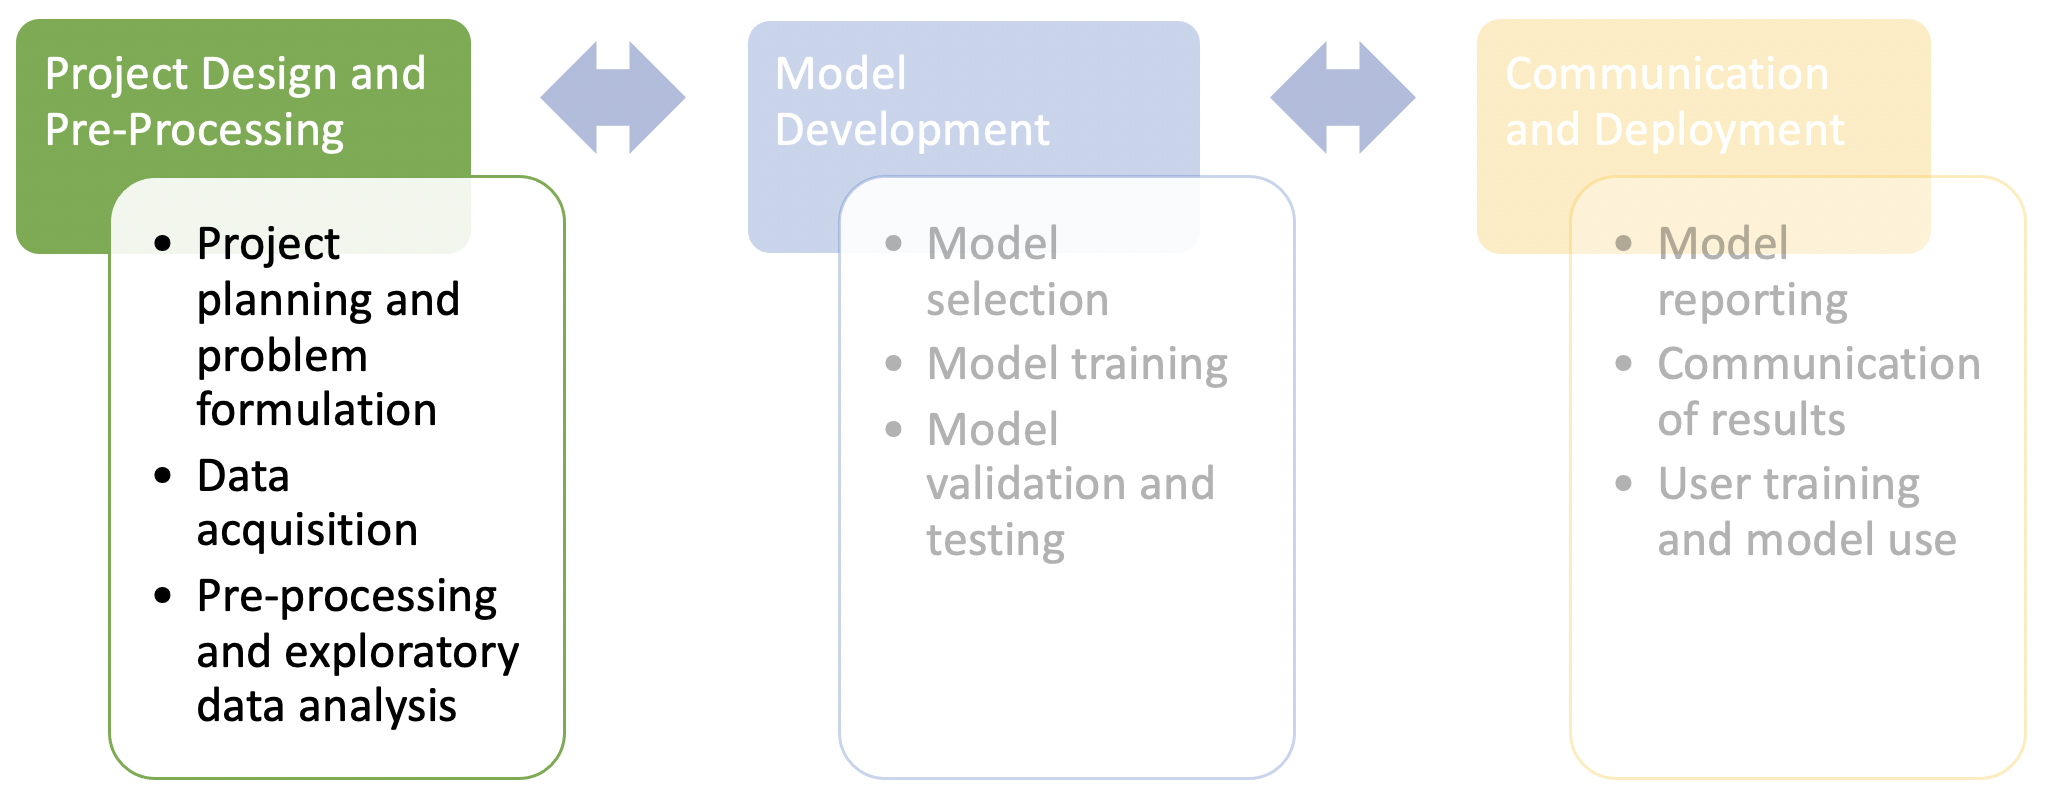 Project Design and
Pre-Processing
• Project
planning and
problem
formulation
• Data
acquisition
• Pre-processing
and exploratory
data analysis
Model
Development
• Model
selection
• Model training
• Model
validation and
testing
Communication
and Deployment
• Model
reporting
• Communication
of results
• User training
and model use